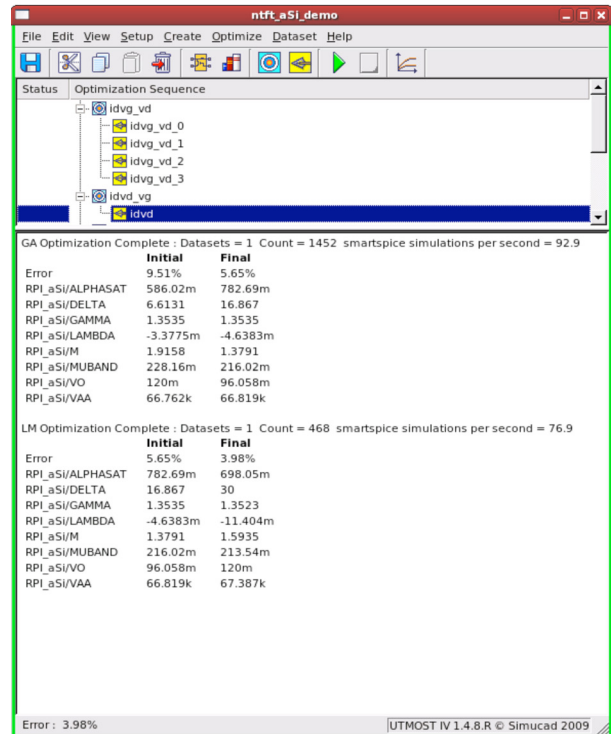 ntft_aSi_demo
File Edit View Setup Create Optimize Dataset Help
Status Optimization Sequence
idvg_vd
idvg_vd_0
idvg_vd_1
idvg_vd_2
idvg_vd_3
idvd_vg
idvd
GA Optimization Complete : Datasets = 1 Count = 1452 smartspice simulations per second = 92.9
Initial Final
Error 9.51% 5.65%
RPI_aSi/ALPHASAT 586.02m 782.69m
RPI_aSi/DELTA 6.6131 16.867
RPI_aSi/GAMMA 1.3535 1.3535
RPI_aSi/LAMBDA -3.3775m -4.6383m
RPI_aSi/M 1.9158 1.3791
RPI_aSi/MUBAND 228.16m 216.02m
RPI_aSi/VO 120m 96.058m
RPI_aSi/VAA 66.762k 66.819k
LM Optimization Complete : Datasets = 1 Count = 468 smartspice simulations per second = 76.9
Initial Final
Error 5.65% 3.98%
RPI_aSi/ALPHASAT 782.69m 698.05m
RPI_aSi/DELTA 16.867 30
RPI_aSi/GAMMA 1.3535 1.3523
RPI_aSi/LAMBDA -4.6383m -11.404m
RPI_aSi/M 1.3791 1.5935
RPI_aSi/MUBAND 216.02m 213.54m
RPI_aSi/VO 96.058m 120m
RPI_aSi/VAA 66.819k 67.387k
Error : 3.98% UTMOST IV 1.4.8.R © Simucad 2009